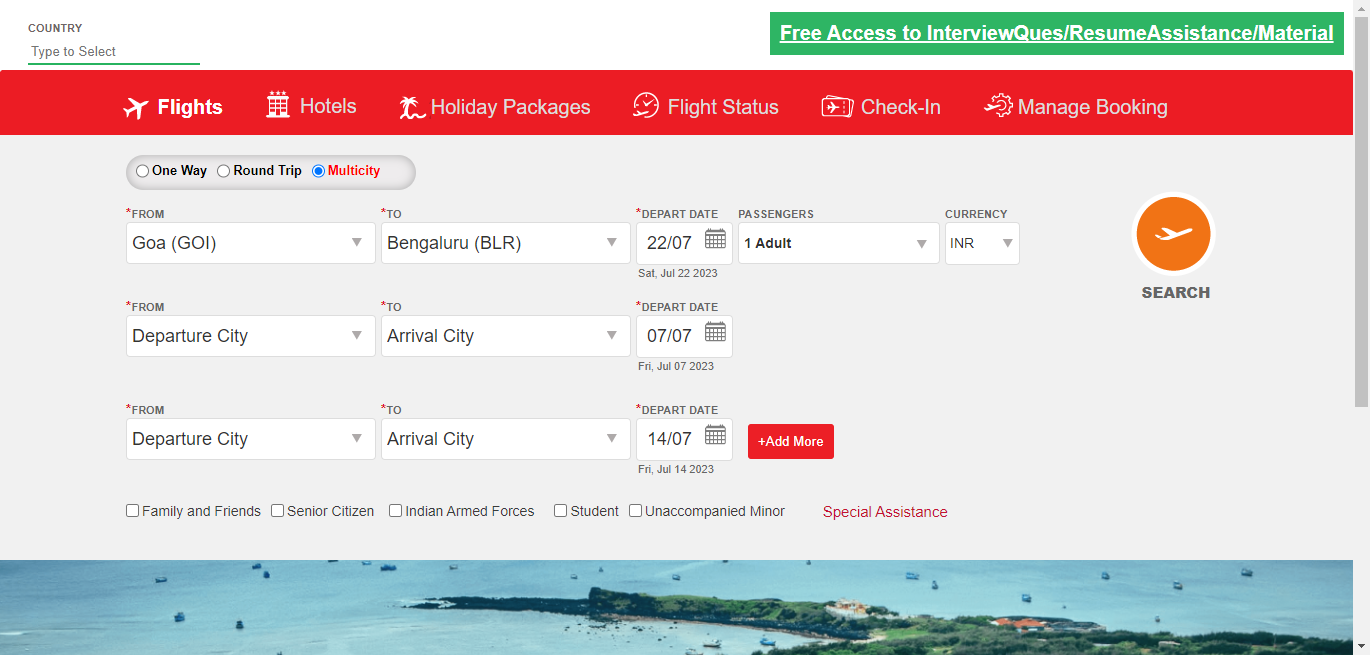 COUNTRY
Type to Select
Free Access to InterviewQues/ResumeAssistance/Material
Flights Hotels Holiday Packages Flight Status Check-In Manage Booking
One Way Round Trip Multicity
*FROM *TO *DEPART DATE PASSENGERS CURRENCY
Goa (GOI) Bengaluru (BLR) 22/07 1 Adult INR
Sat, Jul 22 2023
SEARCH
*FROM *TO *DEPART DATE
Departure City Arrival City 07/07
Fri, Jul 07 2023
*FROM *TO *DEPART DATE
Departure City Arrival City 14/07 +Add More
Fri, Jul 14 2023
Family and Friends Senior Citizen Indian Armed Forces Student Unaccompanied Minor Special Assistance